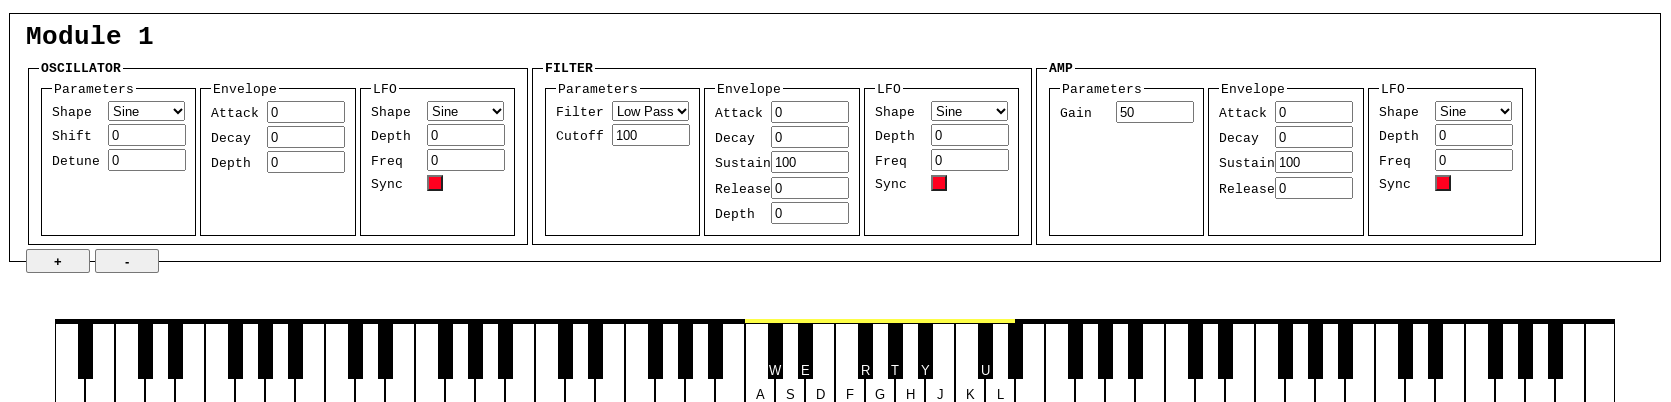 Module 1
OSCILLATOR FILTER AMP
Parameters Envelope LFO Parameters Envelope LFO Parameters Envelope LFO
Shape Sine Attack 0 Shape Sine Filter Low Pass Attack 0 Shape Sine Gain 50 Attack 0 Shape Sine
Shift 0 Decay 0 Depth 0 Cutoff 100 Decay 0 Depth 0 Decay 0 Depth 0
Detune 0 Depth 0 Freq 0 Sustain 100 Freq 0 Sustain 100 Freq 0
Sync Release 0 Sync Release 0 Sync
Depth 0
+ -
W E R T Y U
A S D F G H J K L